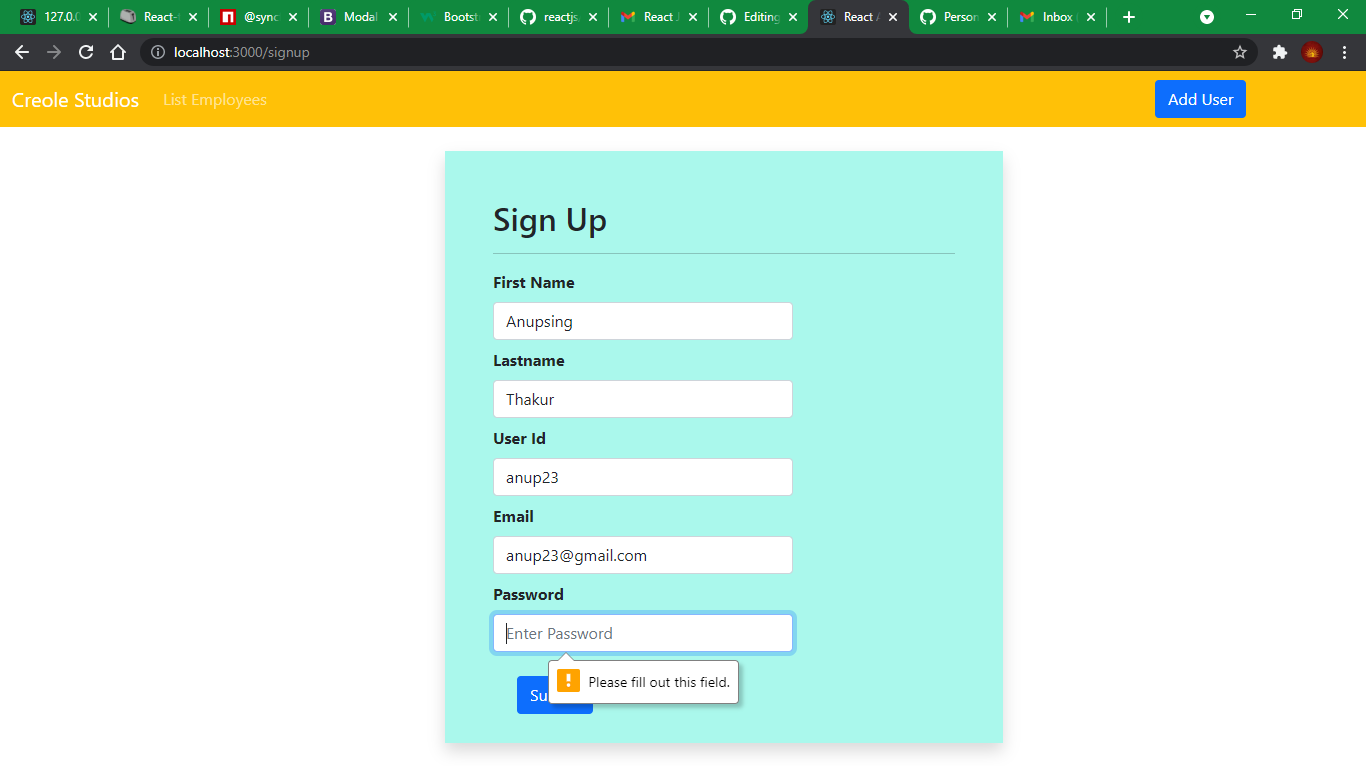 127.0.0 React-t @sync Modal Bootst reactjs. React J Editing React A Person Inbox
localhost:3000/signup
Creole Studios List Employees Add User
Sign Up
First Name
Anupsing
Lastname
Thakur
User Id
anup23
Email
anup23@gmail.com
Password
Enter Password
Please fill out this field.
Su